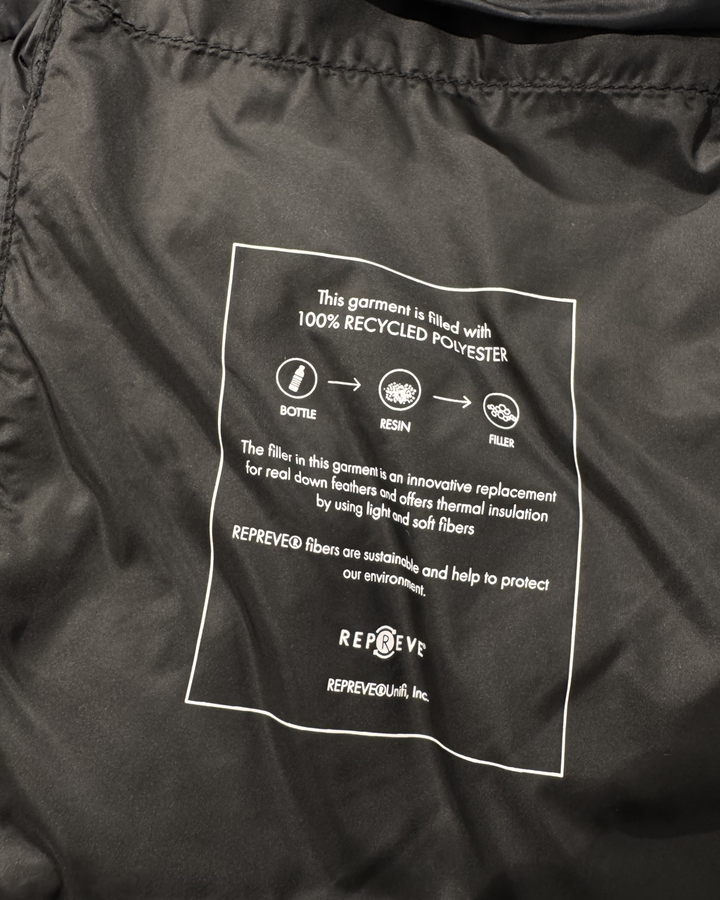 This garment is filled with
100% RECYCLED POLYESTER
BOTTLE
RESIN
FILLER
The filler in this garment is an innovative replacement
for real down feathers and offers thermal insulation
by using light and soft fibers
REPREVE® fibers are sustainable and help to protect
our environment.
REPREVE®
REPREVE®Unifi, Inc.